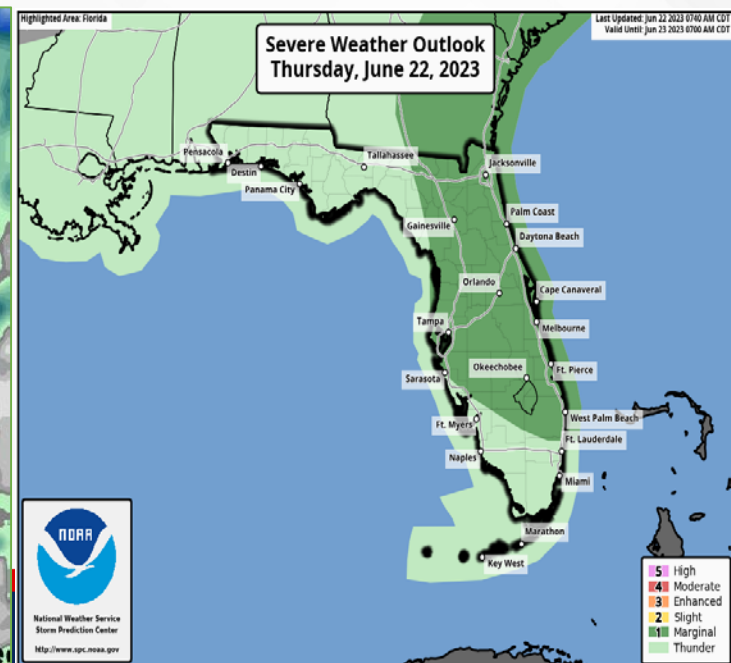 Highlighted Area: Florida
Last Updated: Jun 22 2023 0740 AM CDT
Valid Until: Jun 23 2023 0700 AM CDT
Severe Weather Outlook
Thursday, June 22, 2023
Pensacola
Destin
Panama City
Tallahassee
Jacksonville
Palm Coast
Gainesville
Daytona Beach
Orlando
Cape Canaveral
Tampa
Melbourne
Okeechobee
Ft. Pierce
Sarasota
West Palm Beach
Ft. Myers
Ft. Lauderdale
Naples
Miami
Marathon
Key West
NOAA
National Weather Service
Storm Prediction Center
http://www.spc.noaa.gov
5 High
4 Moderate
3 Enhanced
2 Slight
1 Marginal
Thunder